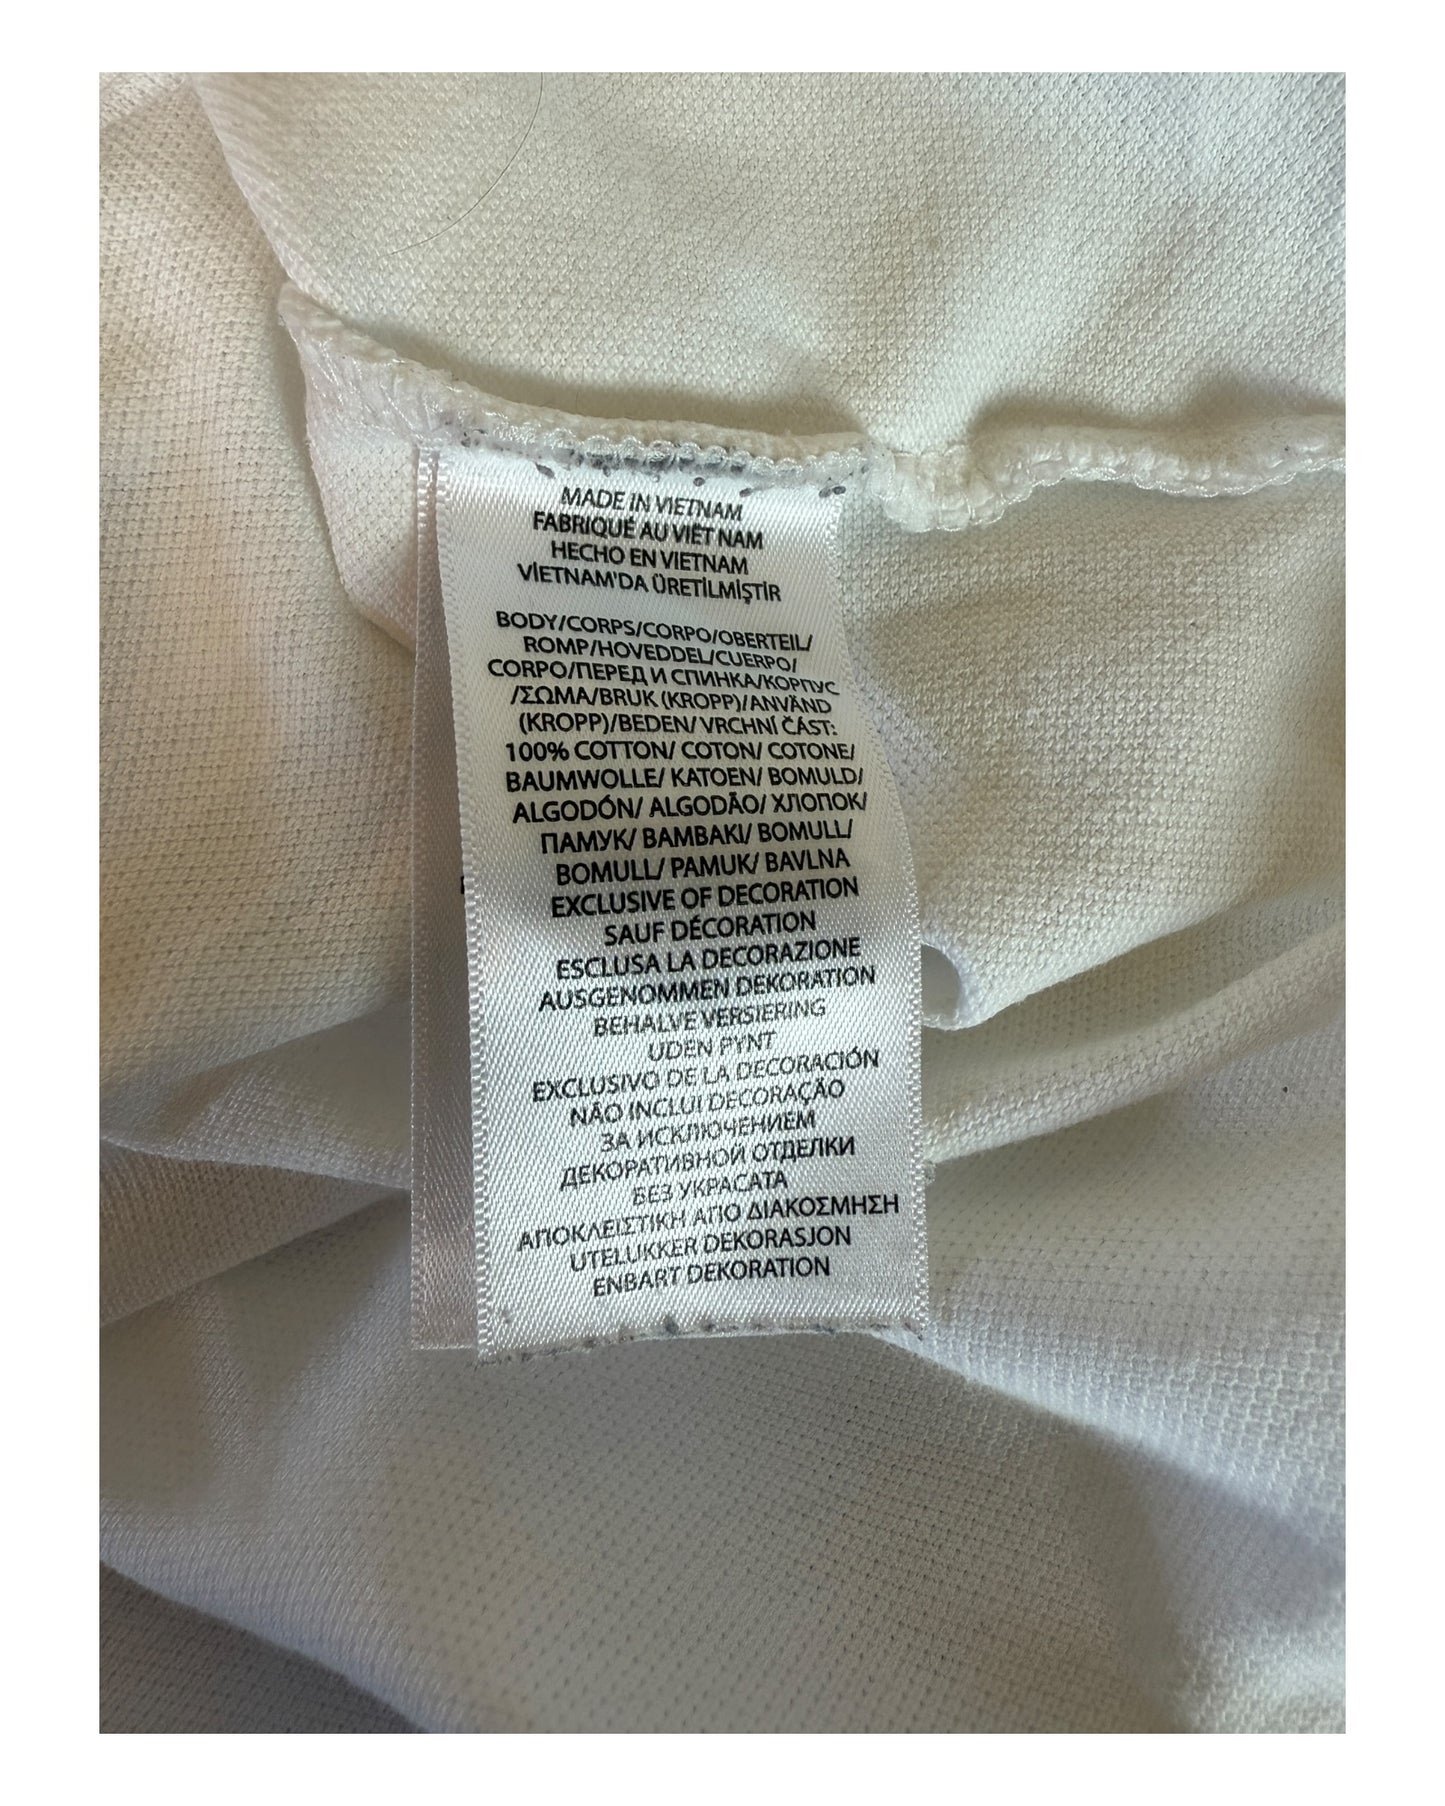 MADE IN VIETNAM
FABRIQUÉ AU VIÊT NAM
HECHO EN VIETNAM
VİETNAM'DA ÜRETİLMİŞTİR
BODY/CORPS/CORPO/OBERTEIL/
ROMP/HOVEDDEL/CUERPO/
CORPO/ПЕРЕД И СПИНКА/КОРПУС
/ΣΩΜΑ/BRUK (KROPP)/ANVÄND
(KROPP)/BEDEN/ VRCHNÍ ČÁST:
100% COTTON/ COTON/ COTONE/
BAUMWOLLE/ KATOEN/ BOMULD/
ALGODÓN/ ALGODÃO/ ХЛОПОК/
ПАМУК/ ΒΑΜΒΑΚΙ/ BOMULL/
BOMULL/ PAMUK/ BAVLNA
EXCLUSIVE OF DECORATION
SAUF DÉCORATION
ESCLUSA LA DECORAZIONE
AUSGENOMMEN DEKORATION
BEHALVE VERSIERING
UDEN PYNT
EXCLUSIVO DE LA DECORACIÓN
NÃO INCLUI DECORAÇÃO
ЗА ИСКЛЮЧЕНИЕМ
ДЕКОРАТИВНОЙ ОТДЕЛКИ
БЕЗ УКРАСАТА
ΑΠΟΚΛΕΙΣΤΙΚΗ ΑΠΟ ΔΙΑΚΟΣΜΗΣΗ
UTELUKKER DEKORASJON
ENBART DEKORATION